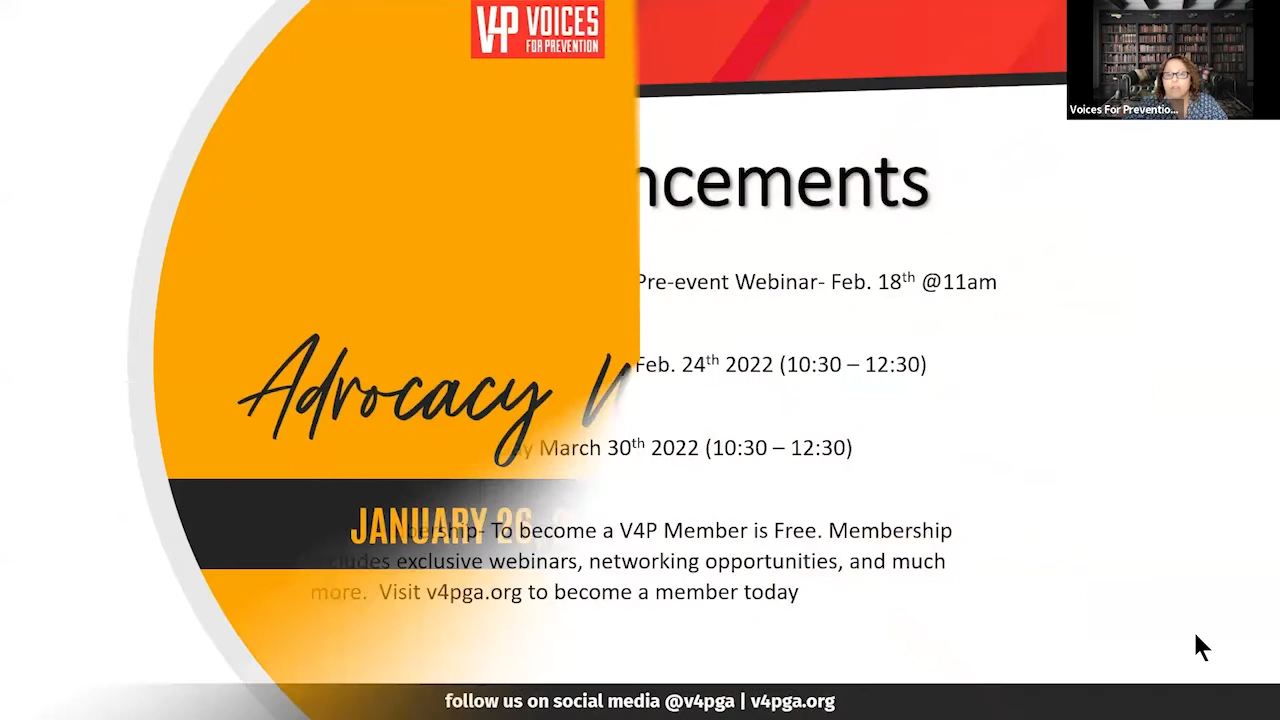 V4P VOICES
FOR PREVENTION
Voices For Preventio...
ncements
Pre-event Webinar- Feb. 18th @11am
Feb. 24th 2022 (10:30 – 12:30)
Advocacy
March 30th 2022 (10:30 – 12:30)
JANUARY 26,
To become a V4P Member is Free. Membership
exclusive webinars, networking opportunities, and much
more. Visit v4pga.org to become a member today
follow us on social media @v4pga | v4pga.org